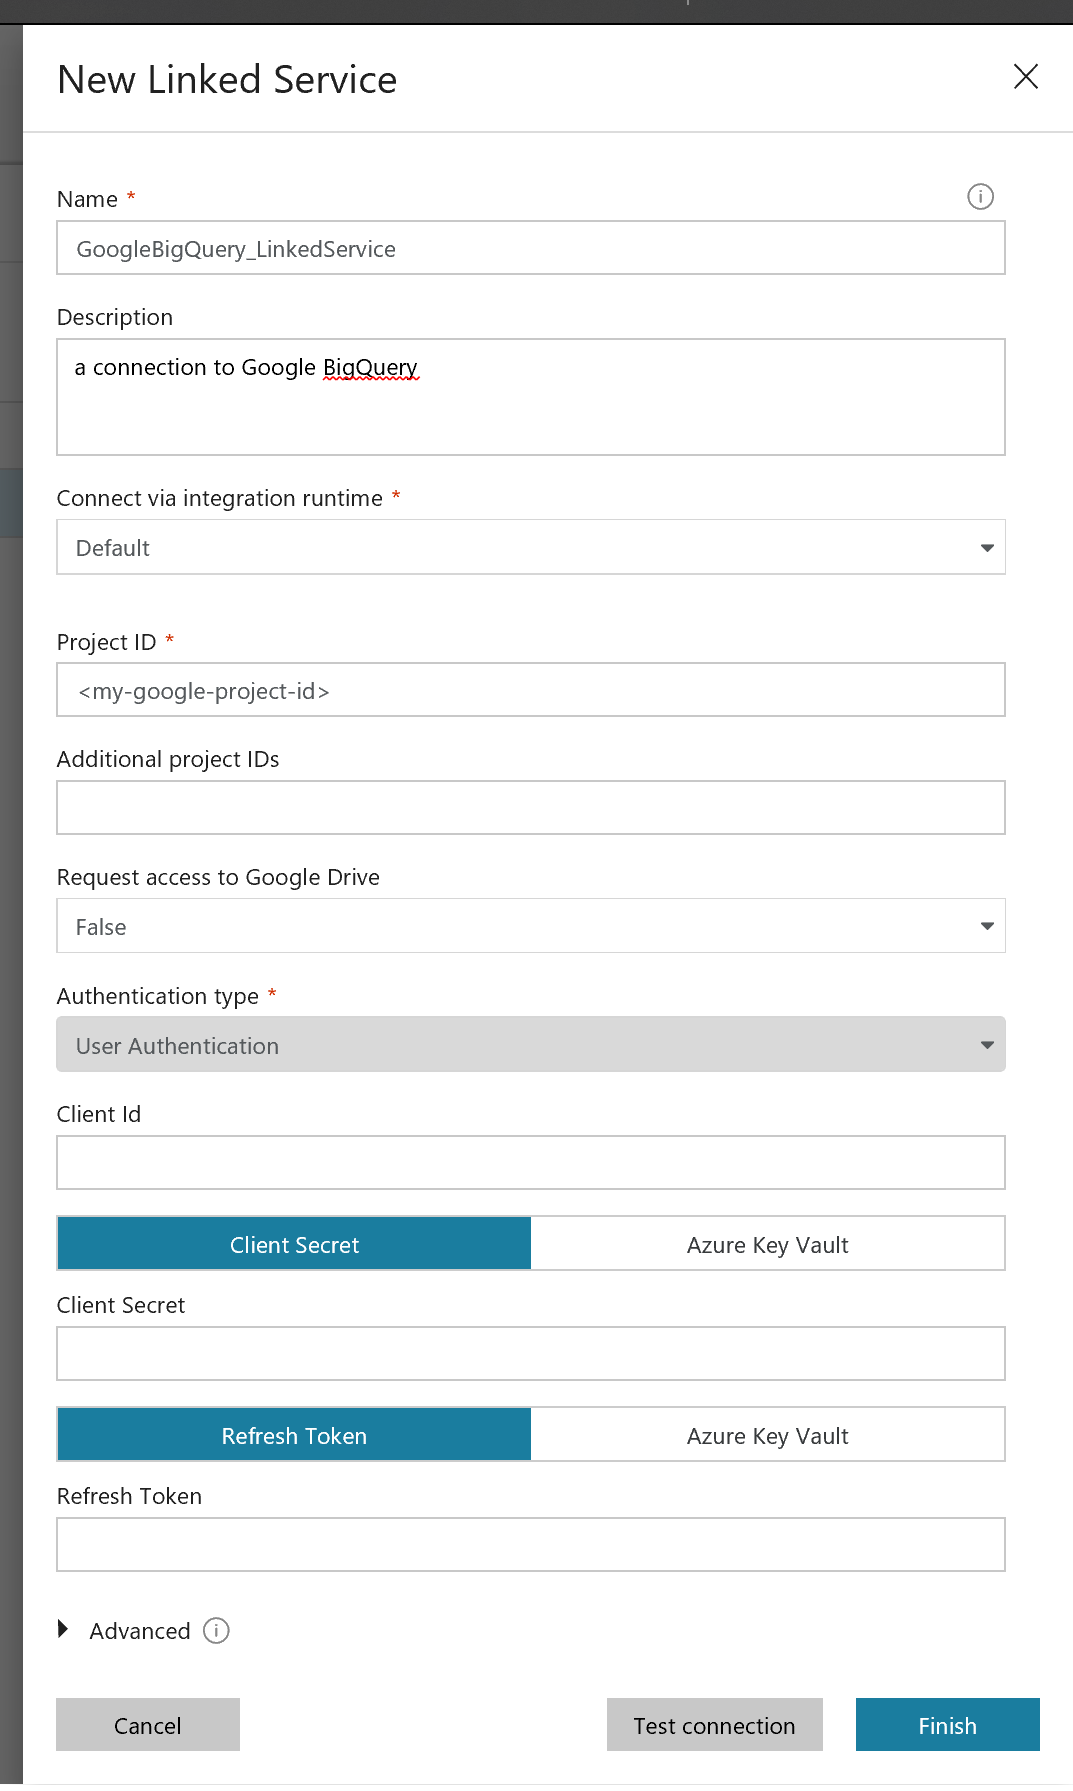 New Linked Service
Name *
GoogleBigQuery_LinkedService
Description
a connection to Google BigQuery
Connect via integration runtime *
Default
Project ID *
<my-google-project-id>
Additional project IDs
Request access to Google Drive
False
Authentication type *
User Authentication
Client Id
Client Secret Azure Key Vault
Client Secret
Refresh Token Azure Key Vault
Refresh Token
Advanced
Cancel Test connection Finish